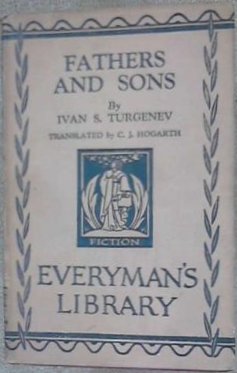 FATHERS
AND SONS
By
IVAN S. TURGENEV
TRANSLATED by C. J. HOGARTH
FICTION
EVERYMAN'S
LIBRARY